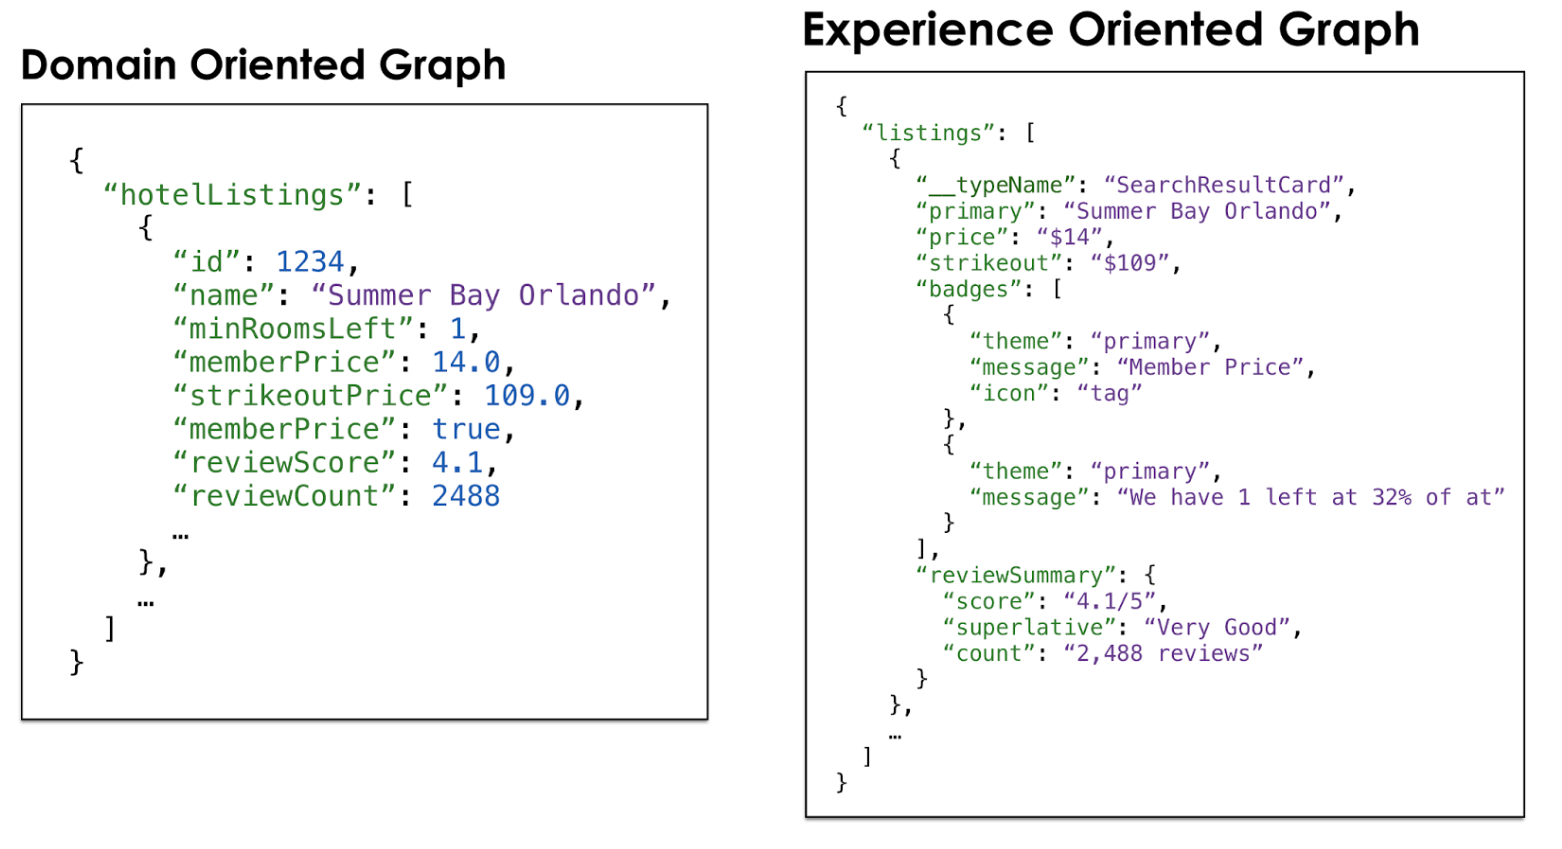 Domain Oriented Graph
{
“hotelListings”: [
{
“id”: 1234,
“name”: “Summer Bay Orlando”,
“minRoomsLeft”: 1,
“memberPrice”: 14.0,
“strikeoutPrice”: 109.0,
“memberPrice”: true,
“reviewScore”: 4.1,
“reviewCount”: 2488
…
},
…
]
}
Experience Oriented Graph
{
“listings”: [
{
“__typeName”: “SearchResultCard”,
“primary”: “Summer Bay Orlando”,
“price”: “$14”,
“strikeout”: “$109”,
“badges”: [
{
“theme”: “primary”,
“message”: “Member Price”,
“icon”: “tag”
},
{
“theme”: “primary”,
“message”: “We have 1 left at 32% of at”
}
],
“reviewSummary”: {
“score”: “4.1/5”,
“superlative”: “Very Good”,
“count”: “2,488 reviews”
}
},
…
]
}